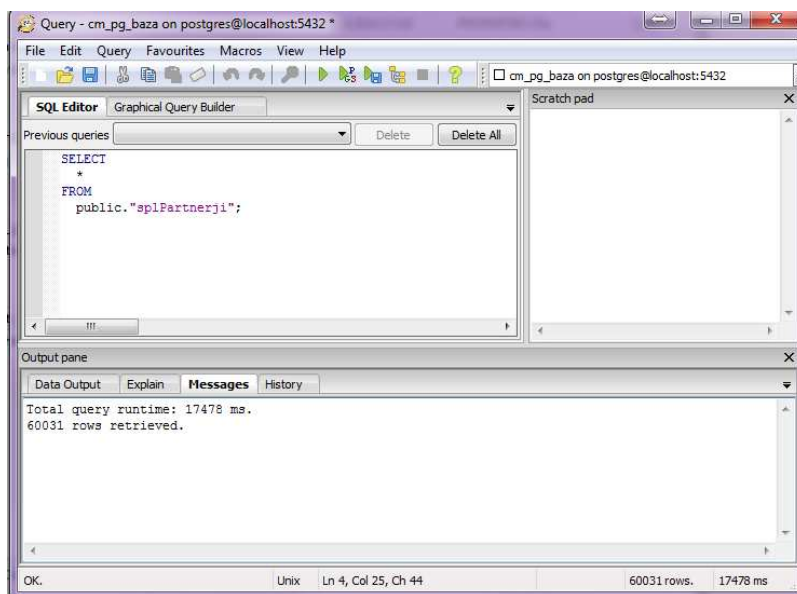 Query - cm_pg_baza on postgres@localhost:5432 *
File Edit Query Favourites Macros View Help
cm_pg_baza on postgres@localhost:5432
SQL Editor Graphical Query Builder
Scratch pad
Previous queries Delete Delete All
SELECT
*
FROM
public."splPartnerji";
Output pane
Data Output Explain Messages History
Total query runtime: 17478 ms.
60031 rows retrieved.
OK. Unix Ln 4, Col 25, Ch 44 60031 rows. 17478 ms